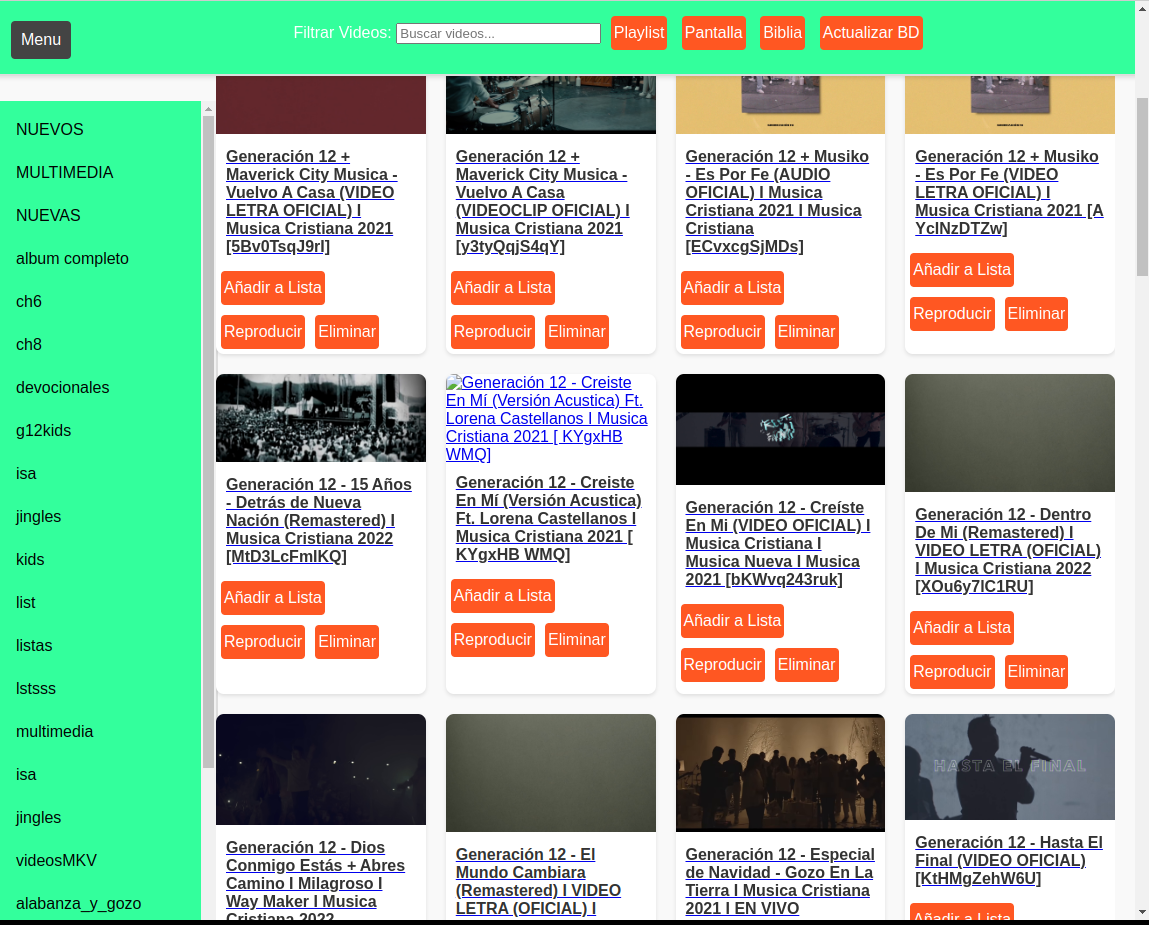 Menu
Filtrar Videos: Buscar videos... Playlist Pantalla Biblia Actualizar BD
NUEVOS
MULTIMEDIA
NUEVAS
album completo
ch6
ch8
devocionales
g12kids
isa
jingles
kids
list
listas
lstsss
multimedia
isa
jingles
videosMKV
alabanza_y_gozo
Generación 12 +
Maverick City Musica -
Vuelvo A Casa (VIDEO
LETRA OFICIAL) I
Musica Cristiana 2021
[5Bv0TsqJ9rI]
Añadir a Lista
Reproducir Eliminar
Generación 12 +
Maverick City Musica -
Vuelvo A Casa
(VIDEOCLIP OFICIAL) I
Musica Cristiana 2021
[y3tyQqjS4qY]
Añadir a Lista
Reproducir Eliminar
Generación 12 + Musiko
- Es Por Fe (AUDIO
OFICIAL) I Musica
Cristiana 2021 I Musica
Cristiana
[ECvxcgSjMDs]
Añadir a Lista
Reproducir Eliminar
Generación 12 + Musiko
- Es Por Fe (VIDEO
LETRA OFICIAL) I
Musica Cristiana 2021 [A
YcINzDTZw]
Añadir a Lista
Reproducir Eliminar
Generación 12 - 15 Años
- Detrás de Nueva
Nación (Remastered) I
Musica Cristiana 2022
[MtD3LcFmIKQ]
Añadir a Lista
Reproducir Eliminar
Generación 12 - Creiste
En Mí (Versión Acustica) Ft.
Lorena Castellanos I Musica
Cristiana 2021 [ KYgxHB
WMQ]
Generación 12 - Creiste
En Mí (Versión Acustica)
Ft. Lorena Castellanos I
Musica Cristiana 2021 [
KYgxHB WMQ]
Añadir a Lista
Reproducir Eliminar
Generación 12 - Creíste
En Mi (VIDEO OFICIAL) I
Musica Cristiana I
Musica Nueva I Musica
2021 [bKWvq243ruk]
Añadir a Lista
Reproducir Eliminar
Generación 12 - Dentro
De Mi (Remastered) I
VIDEO LETRA (OFICIAL)
I Musica Cristiana 2022
[XOu6y7IC1RU]
Añadir a Lista
Reproducir Eliminar
Generación 12 - Dios
Conmigo Estás + Abres
Camino I Milagroso I
Way Maker I Musica
Cristiana 2022
Generación 12 - El
Mundo Cambiara
(Remastered) I VIDEO
LETRA (OFICIAL) I
Generación 12 - Especial
de Navidad - Gozo En La
Tierra I Musica Cristiana
2021 I EN VIVO
HASTA EL FINAL
Generación 12 - Hasta El
Final (VIDEO OFICIAL)
[KtHMgZehW6U]
Añadir a Lista